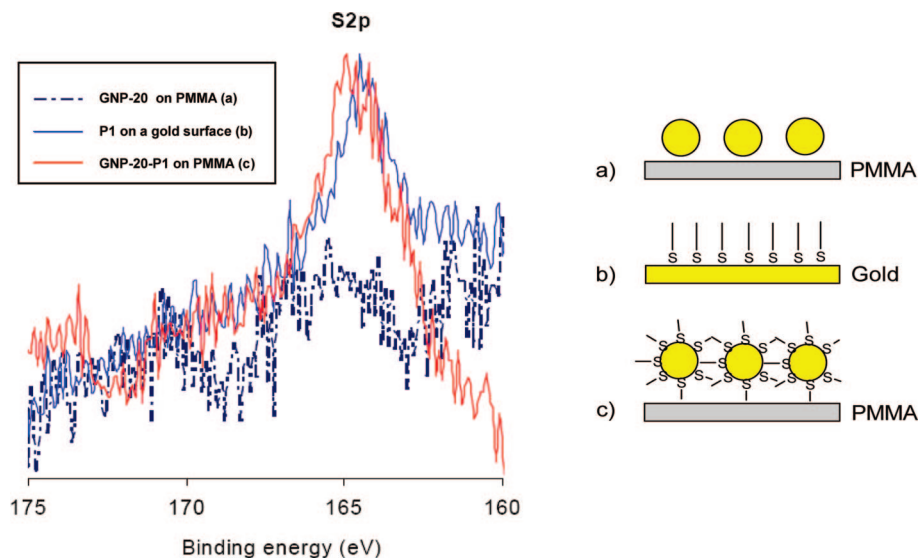 S2p
GNP-20 on PMMA (a)
P1 on a gold surface (b)
GNP-20-P1 on PMMA (c)
175
170
165
160
Binding energy (eV)
a)
PMMA
S S S S S S S
b)
Gold
S S S S S S S S S S S S S S S S S S
c)
PMMA